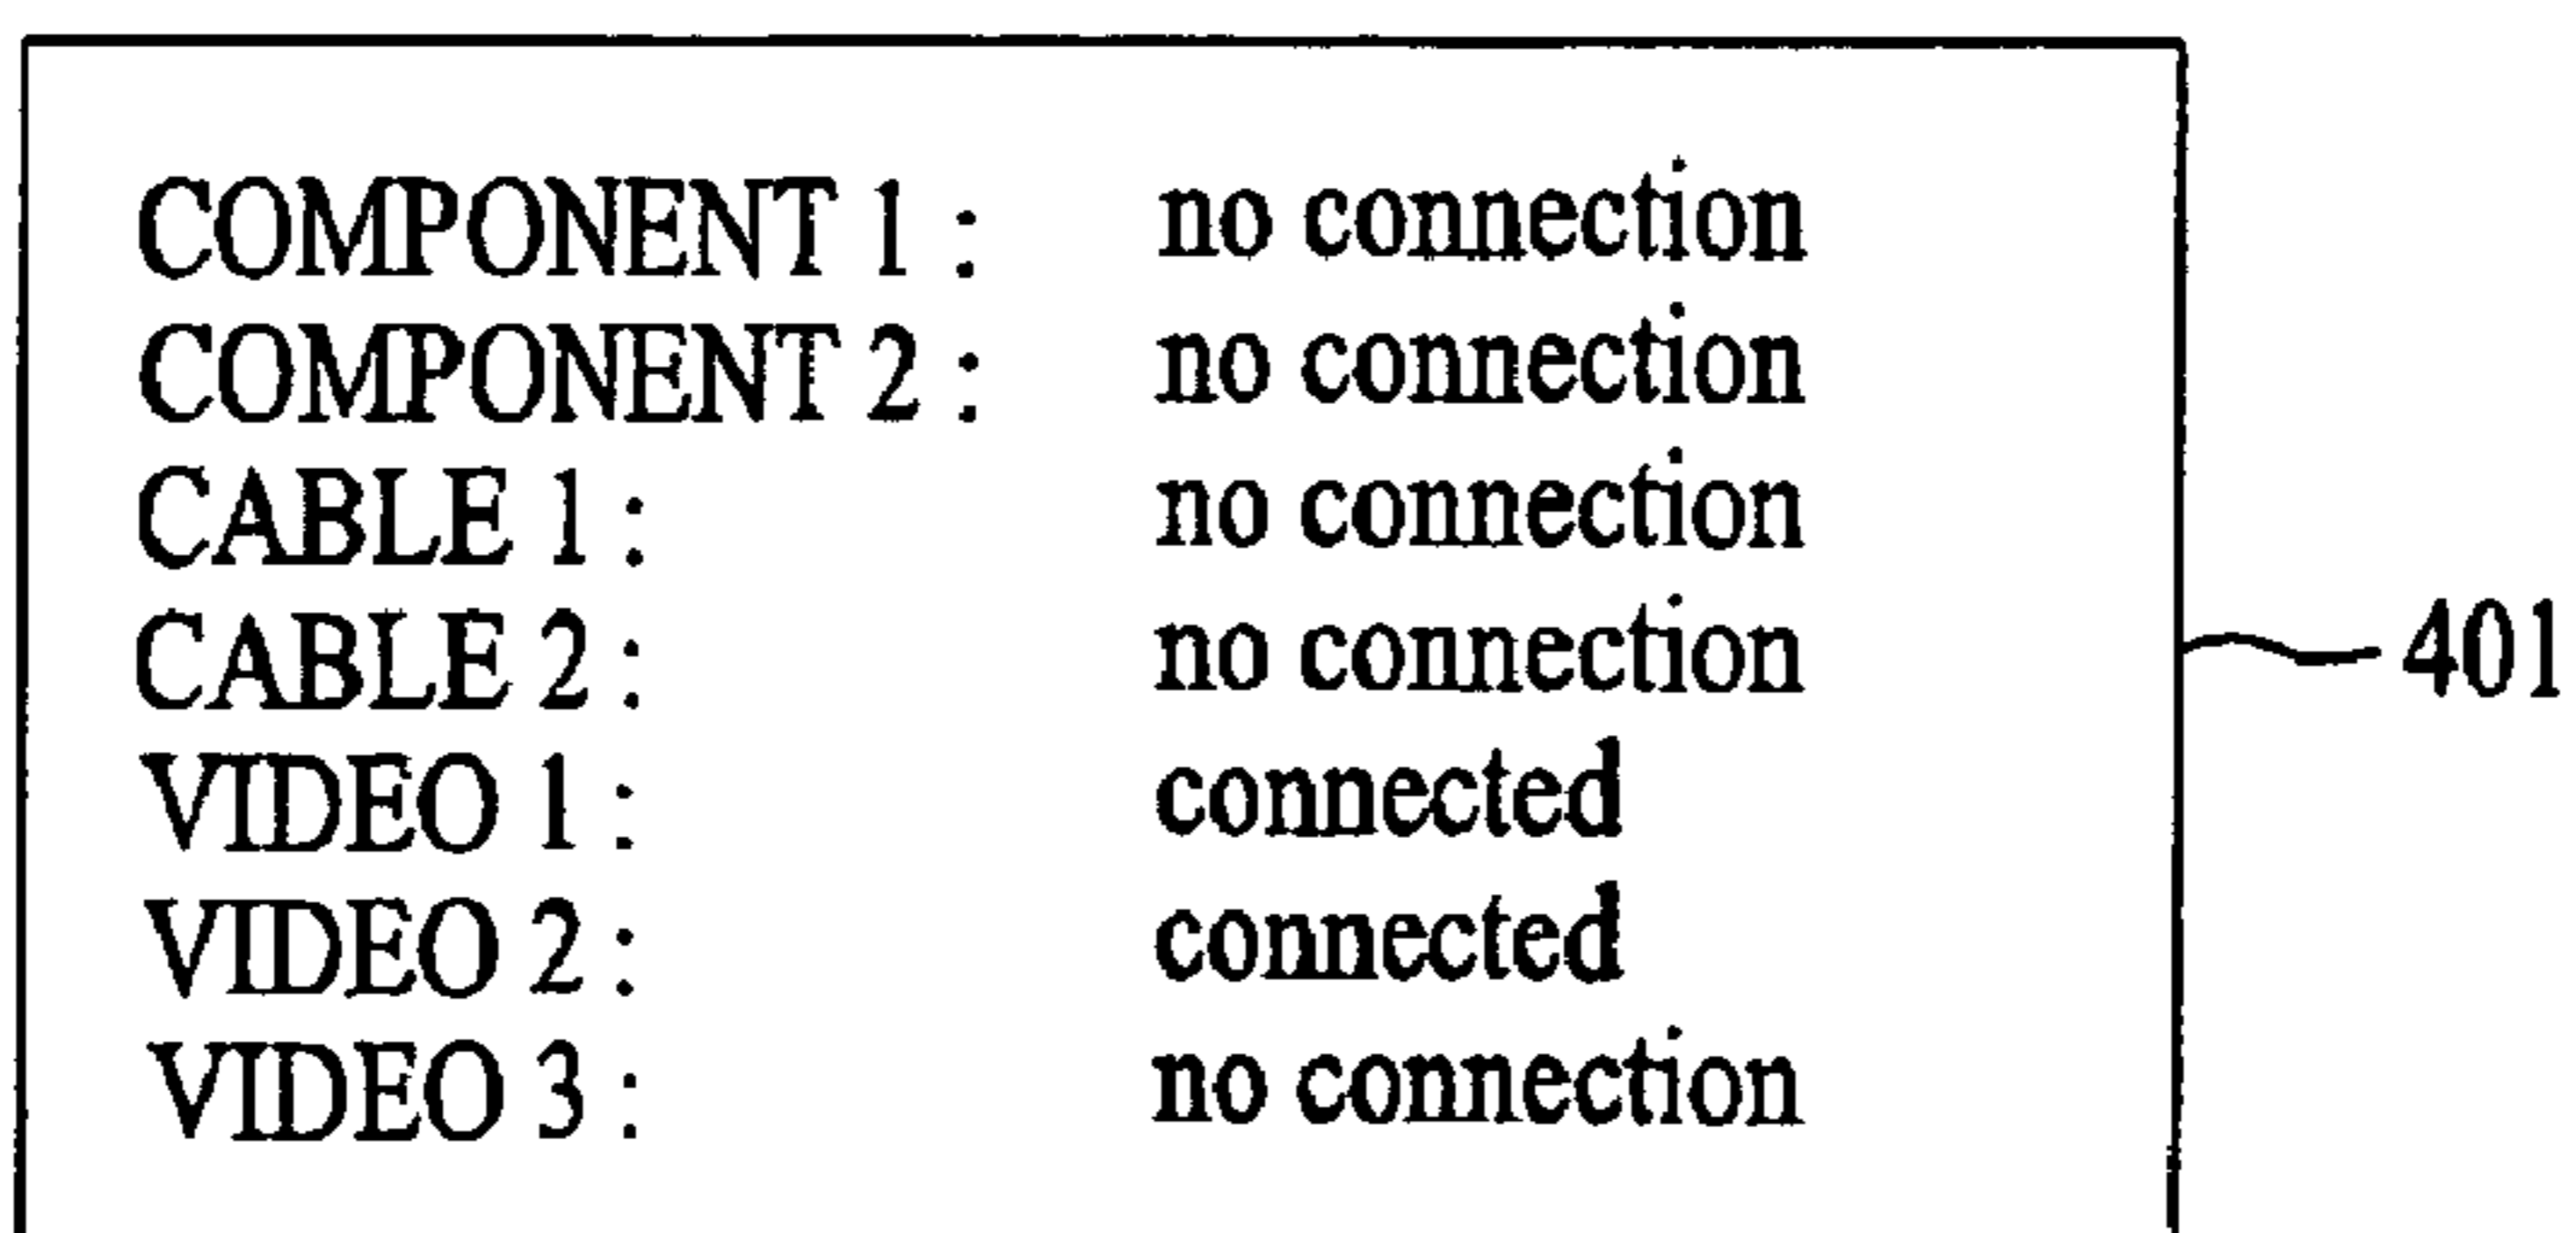 COMPONENT 1 : no connection
COMPONENT 2 : no connection
CABLE 1 : no connection
CABLE 2 : no connection
VIDEO 1 : connected
VIDEO 2 : connected
VIDEO 3 : no connection
401